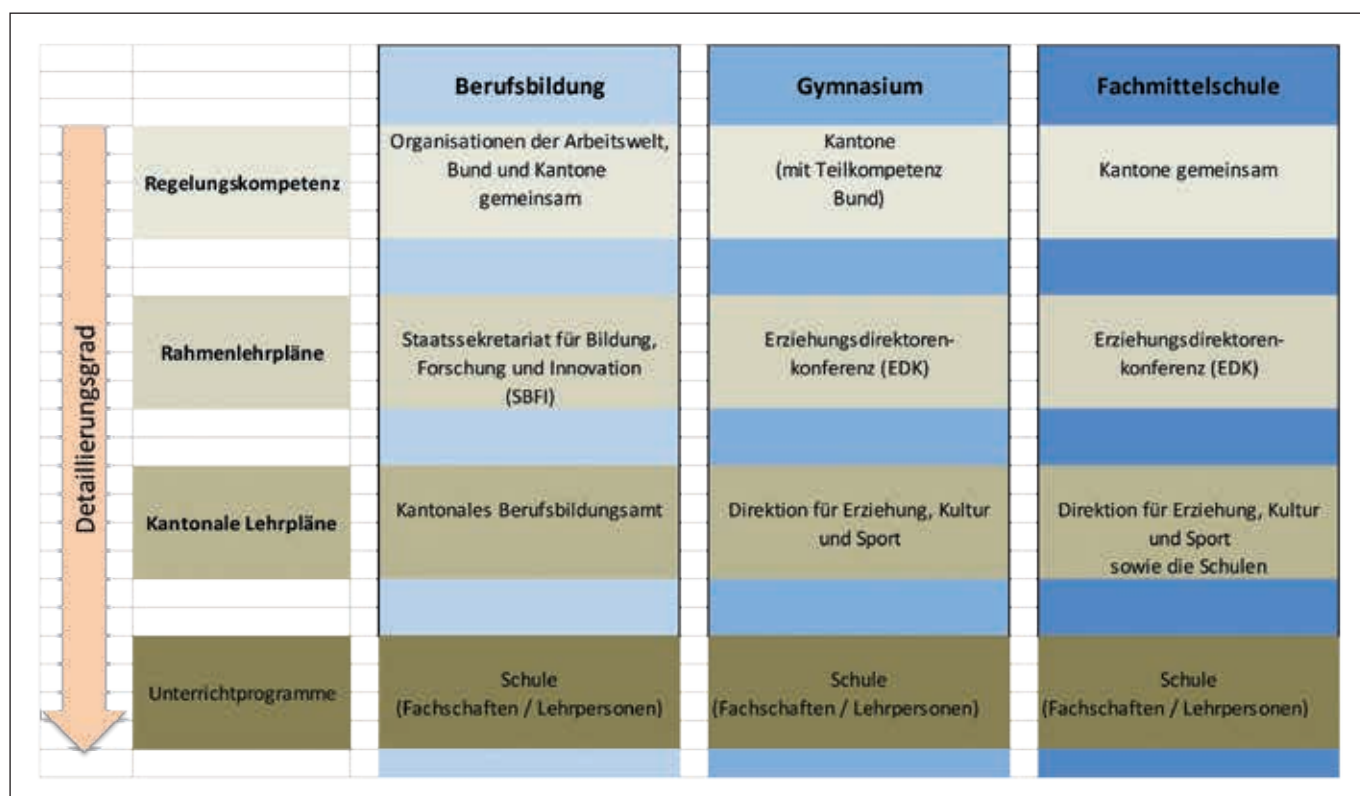 Berufsbildung
Gymnasium
Fachmittelschule
Detaillierungsgrad
Regelungskompetenz
Organisationen der Arbeitswelt,
Bund und Kantone
gemeinsam
Kantone
(mit Teilkompetenz
Bund)
Kantone gemeinsam
Rahmenlehrpläne
Staatssekretariat für Bildung,
Forschung und Innovation
(SBFI)
Erziehungsdirektoren-
konferenz (EDK)
Erziehungsdirektoren-
konferenz (EDK)
Kantonale Lehrpläne
Kantonales Berufsbildungsamt
Direktion für Erziehung, Kultur
und Sport
Direktion für Erziehung, Kultur
und Sport
sowie die Schulen
Unterrichtprogramme
Schule
(Fachschaften / Lehrpersonen)
Schule
(Fachschaften / Lehrpersonen)
Schule
(Fachschaften / Lehrpersonen)